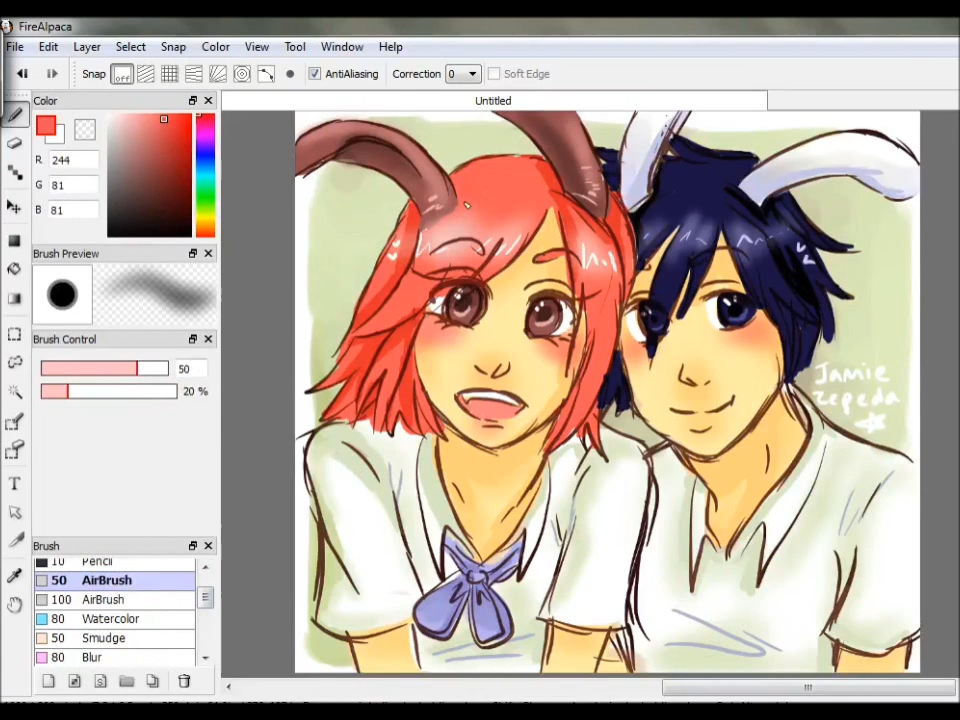 FireAlpaca
File Edit Layer Select Snap Color View Tool Window Help
Snap off AntiAliasing Correction 0 Soft Edge
Color
Untitled
R 244
G 81
B 81
Brush Preview
Brush Control
50
20 %
Jamie
Zepeda
T
Brush
10 Pencil
50 AirBrush
100 AirBrush
80 Watercolor
50 Smudge
80 Blur